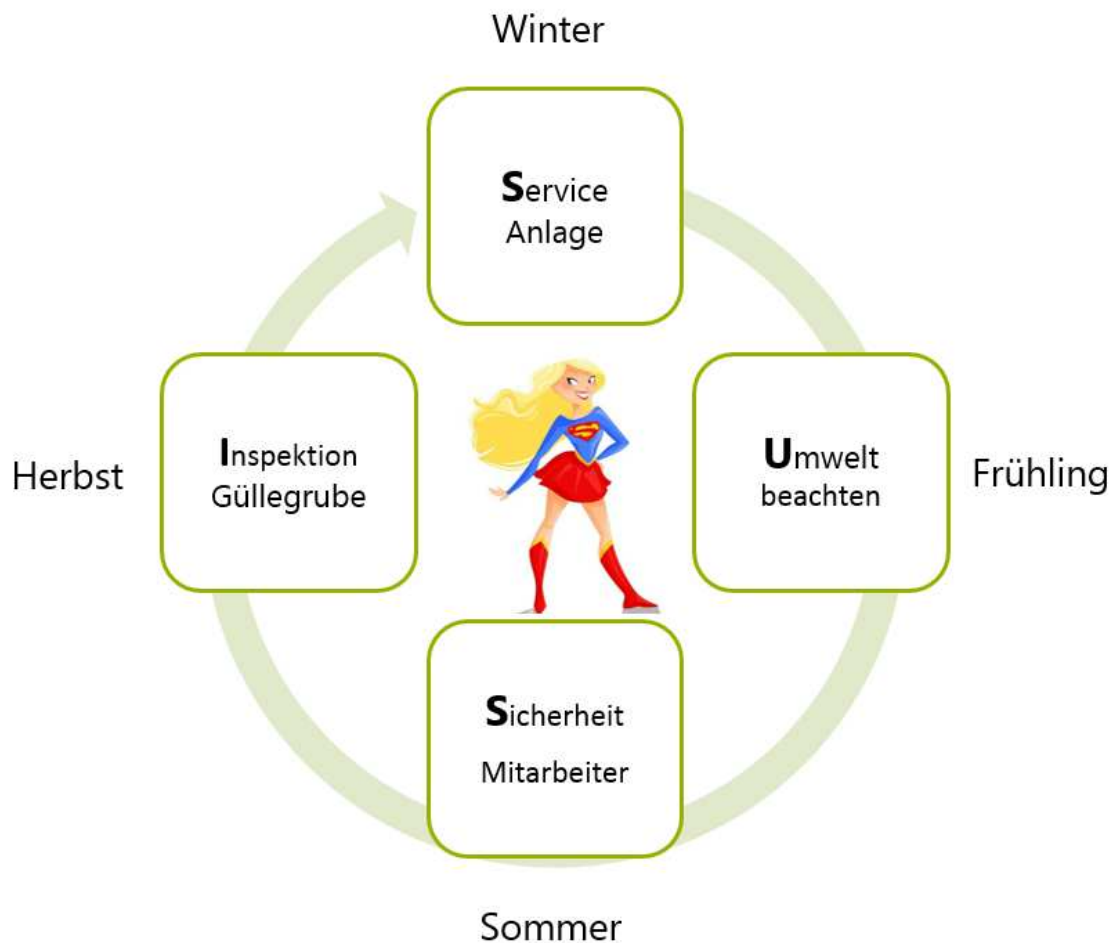 Winter
Service
Anlage
Herbst
Inspektion
Güllegrube
Umwelt
beachten
Frühling
Sicherheit
Mitarbeiter
Sommer